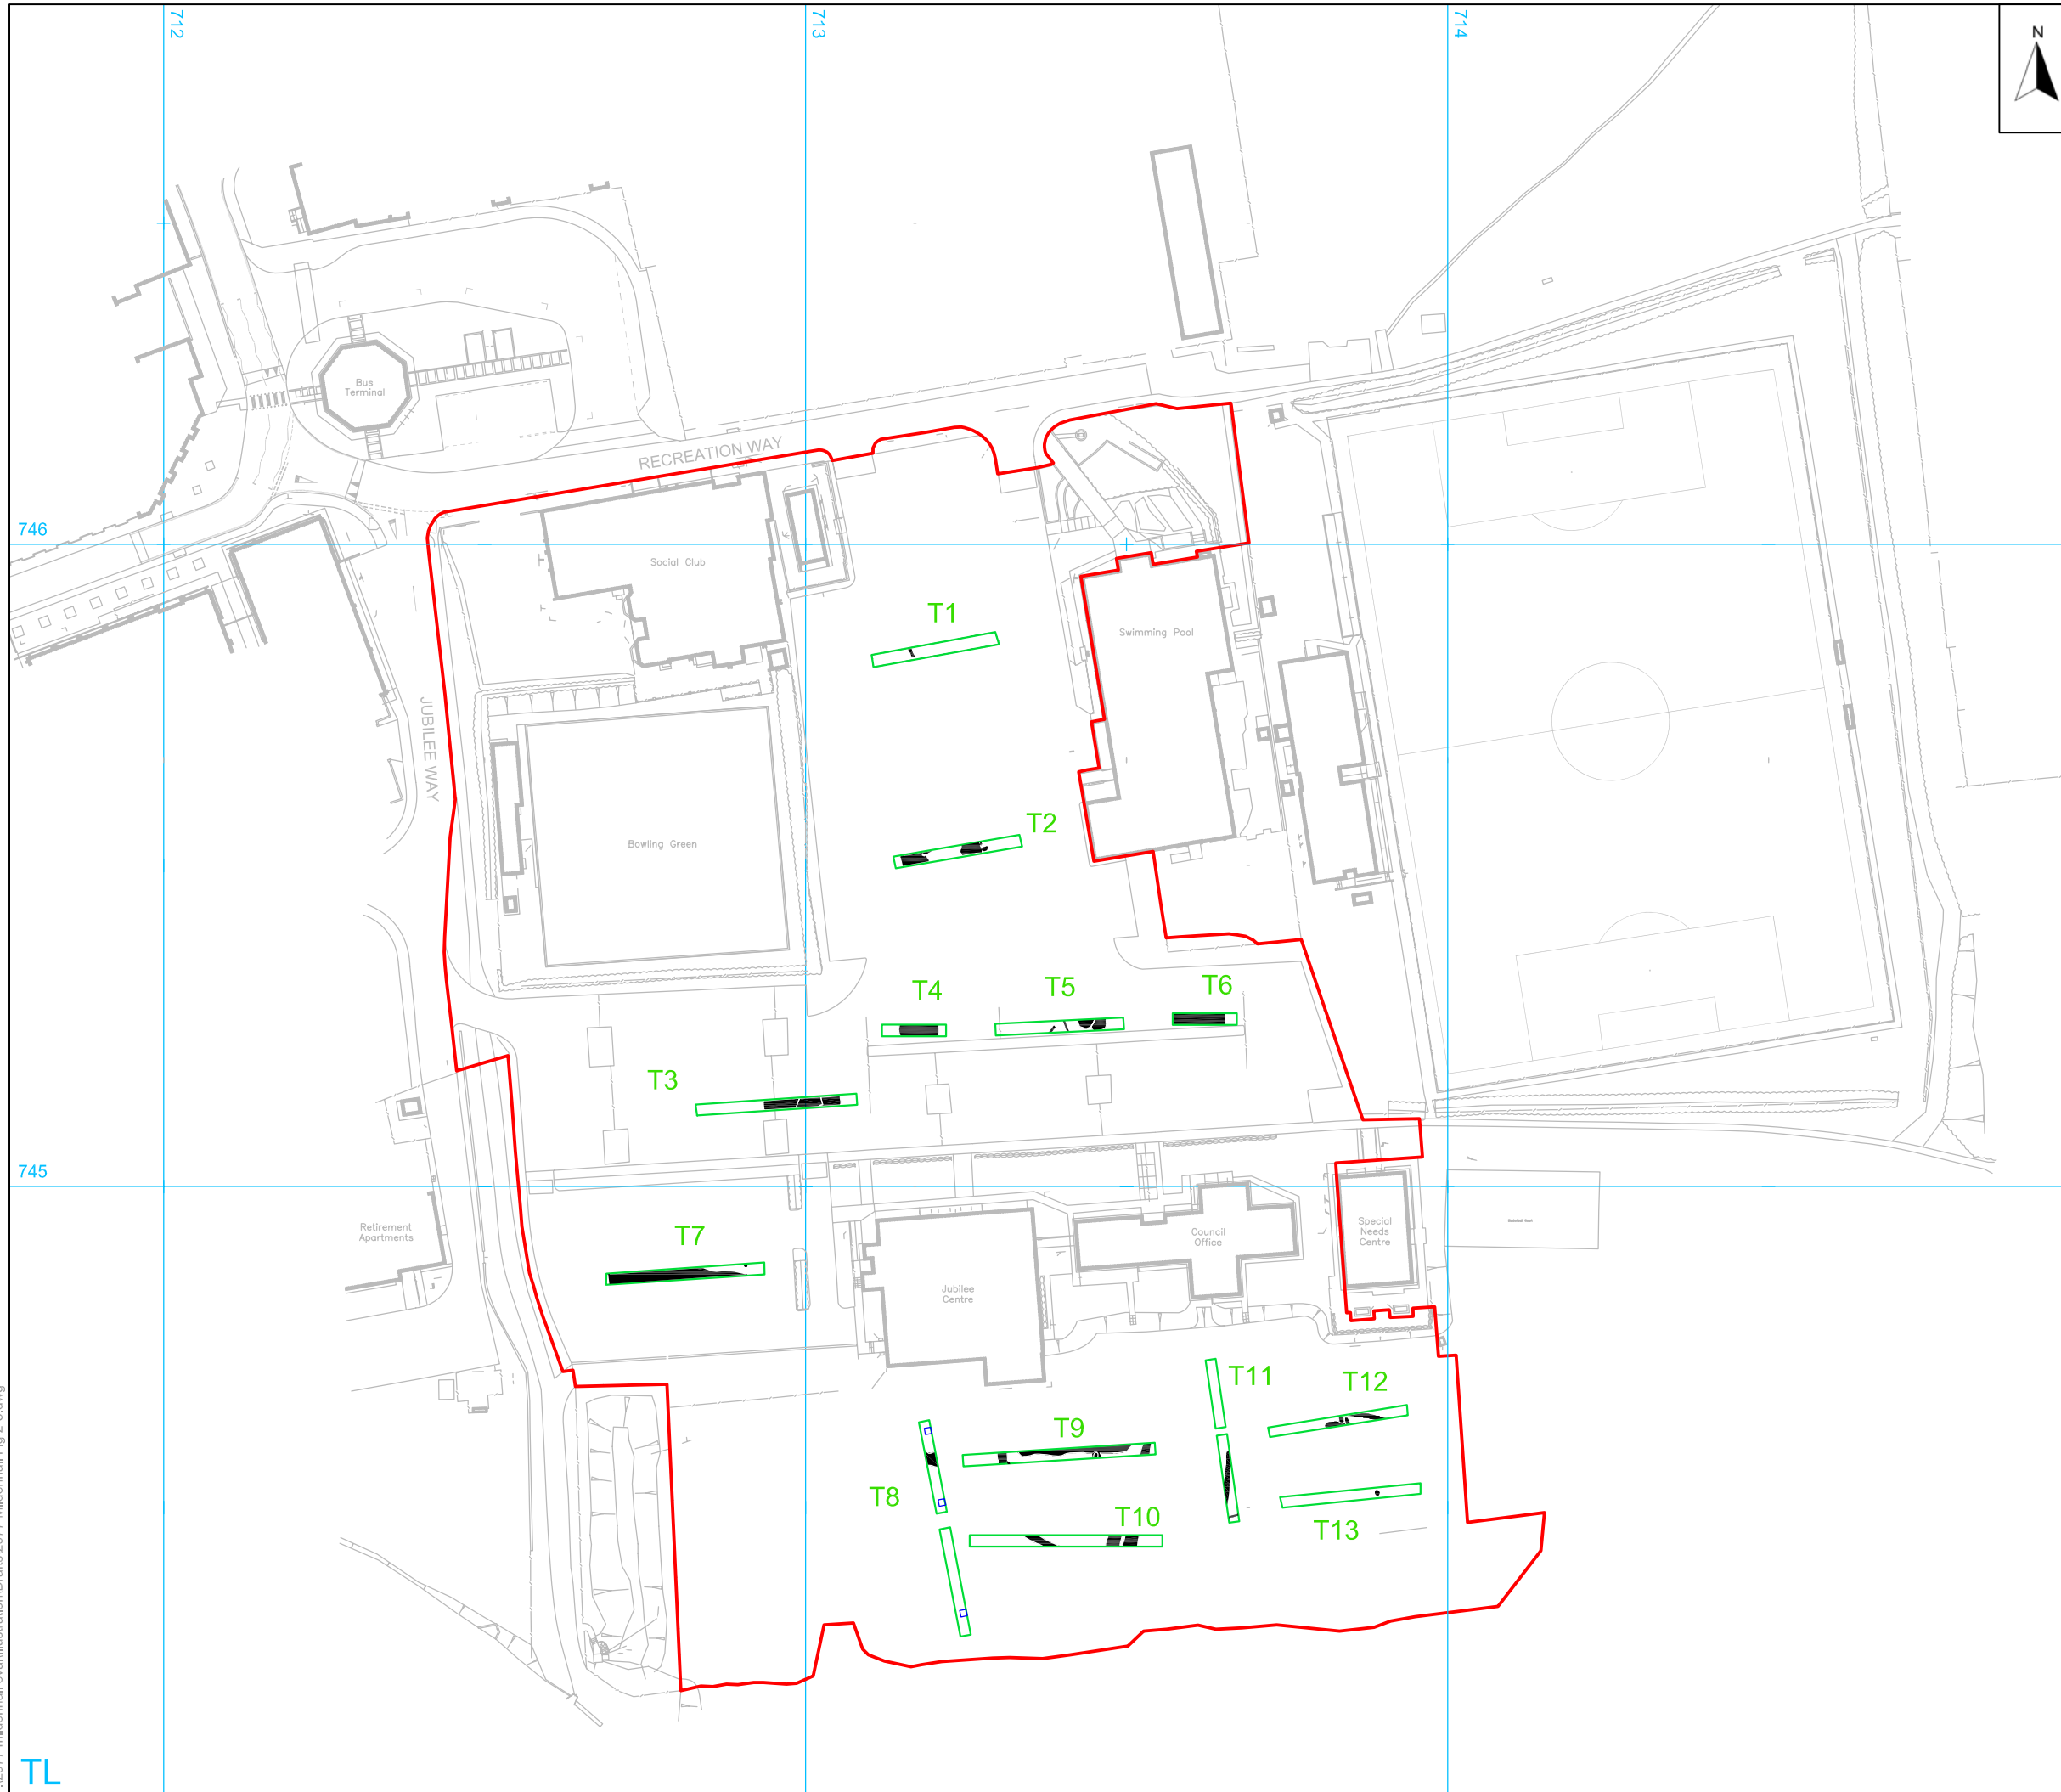 712
713
714
N
Bus
Terminal
RECREATION WAY
746
Social Club
T1
Swimming Pool
JUBILEE WAY
T2
Bowling Green
T4
T5
T6
T3
745
Retirement
Apartments
T7
Council
Office
Special
Needs
Centre
Jubilee
Centre
T11
T12
T9
T8
T10
T13
TL